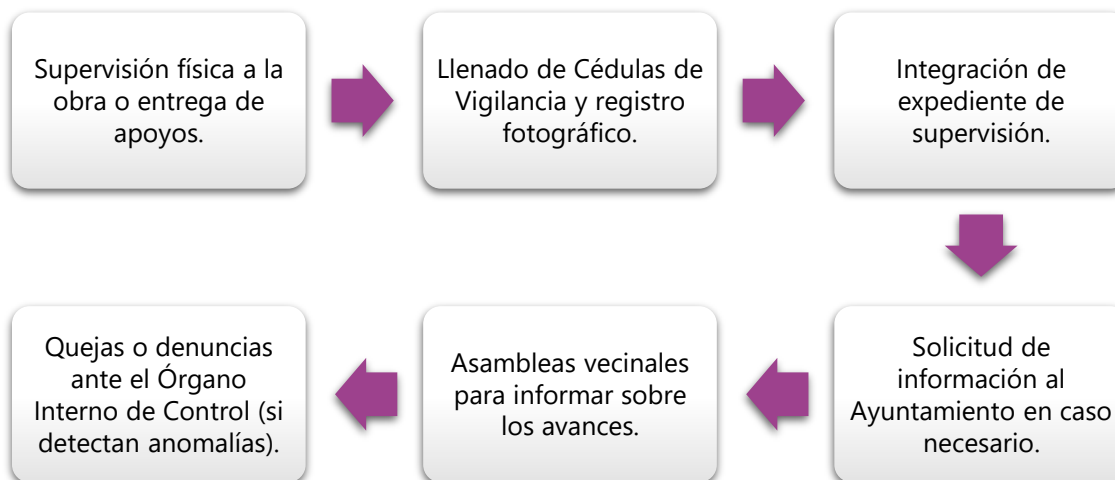 Supervisión física a la
obra o entrega de
apoyos.
Llenado de Cédulas de
Vigilancia y registro
fotográfico.
Integración de
expediente de
supervisión.
Solicitud de
información al
Ayuntamiento en caso
necesario.
Asambleas vecinales
para informar sobre
los avances.
Quejas o denuncias
ante el Órgano
Interno de Control (si
detectan anomalías).